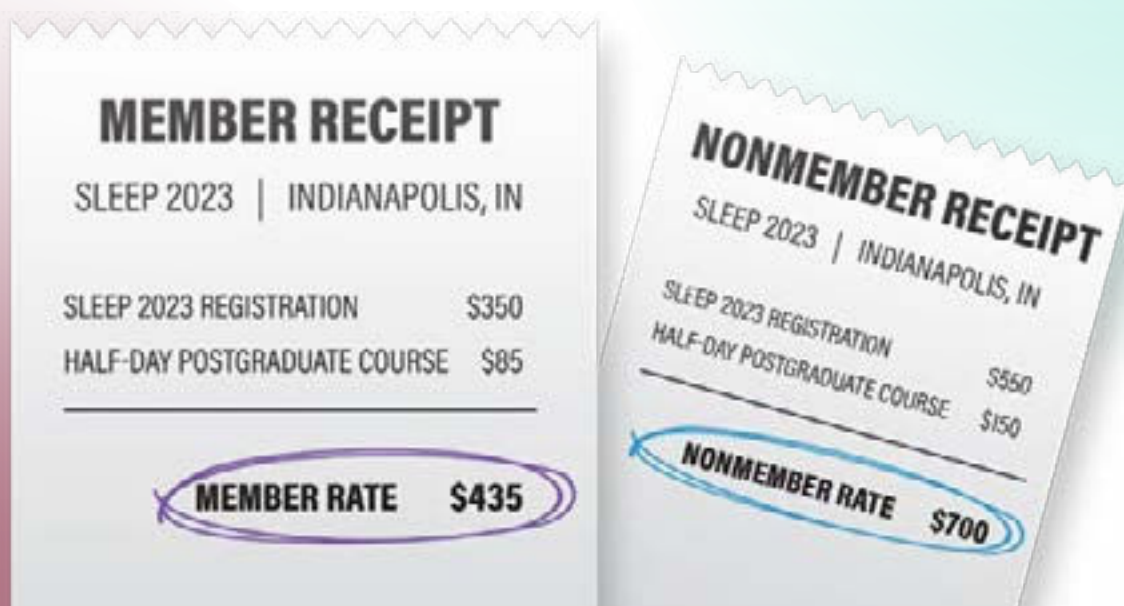 MEMBER RECEIPT
SLEEP 2023 | INDIANAPOLIS, IN
SLEEP 2023 REGISTRATION $350
HALF-DAY POSTGRADUATE COURSE $85
MEMBER RATE $435
NONMEMBER RECEIPT
SLEEP 2023 | INDIANAPOLIS, IN
SLEEP 2023 REGISTRATION $550
HALF-DAY POSTGRADUATE COURSE $150
NONMEMBER RATE $700